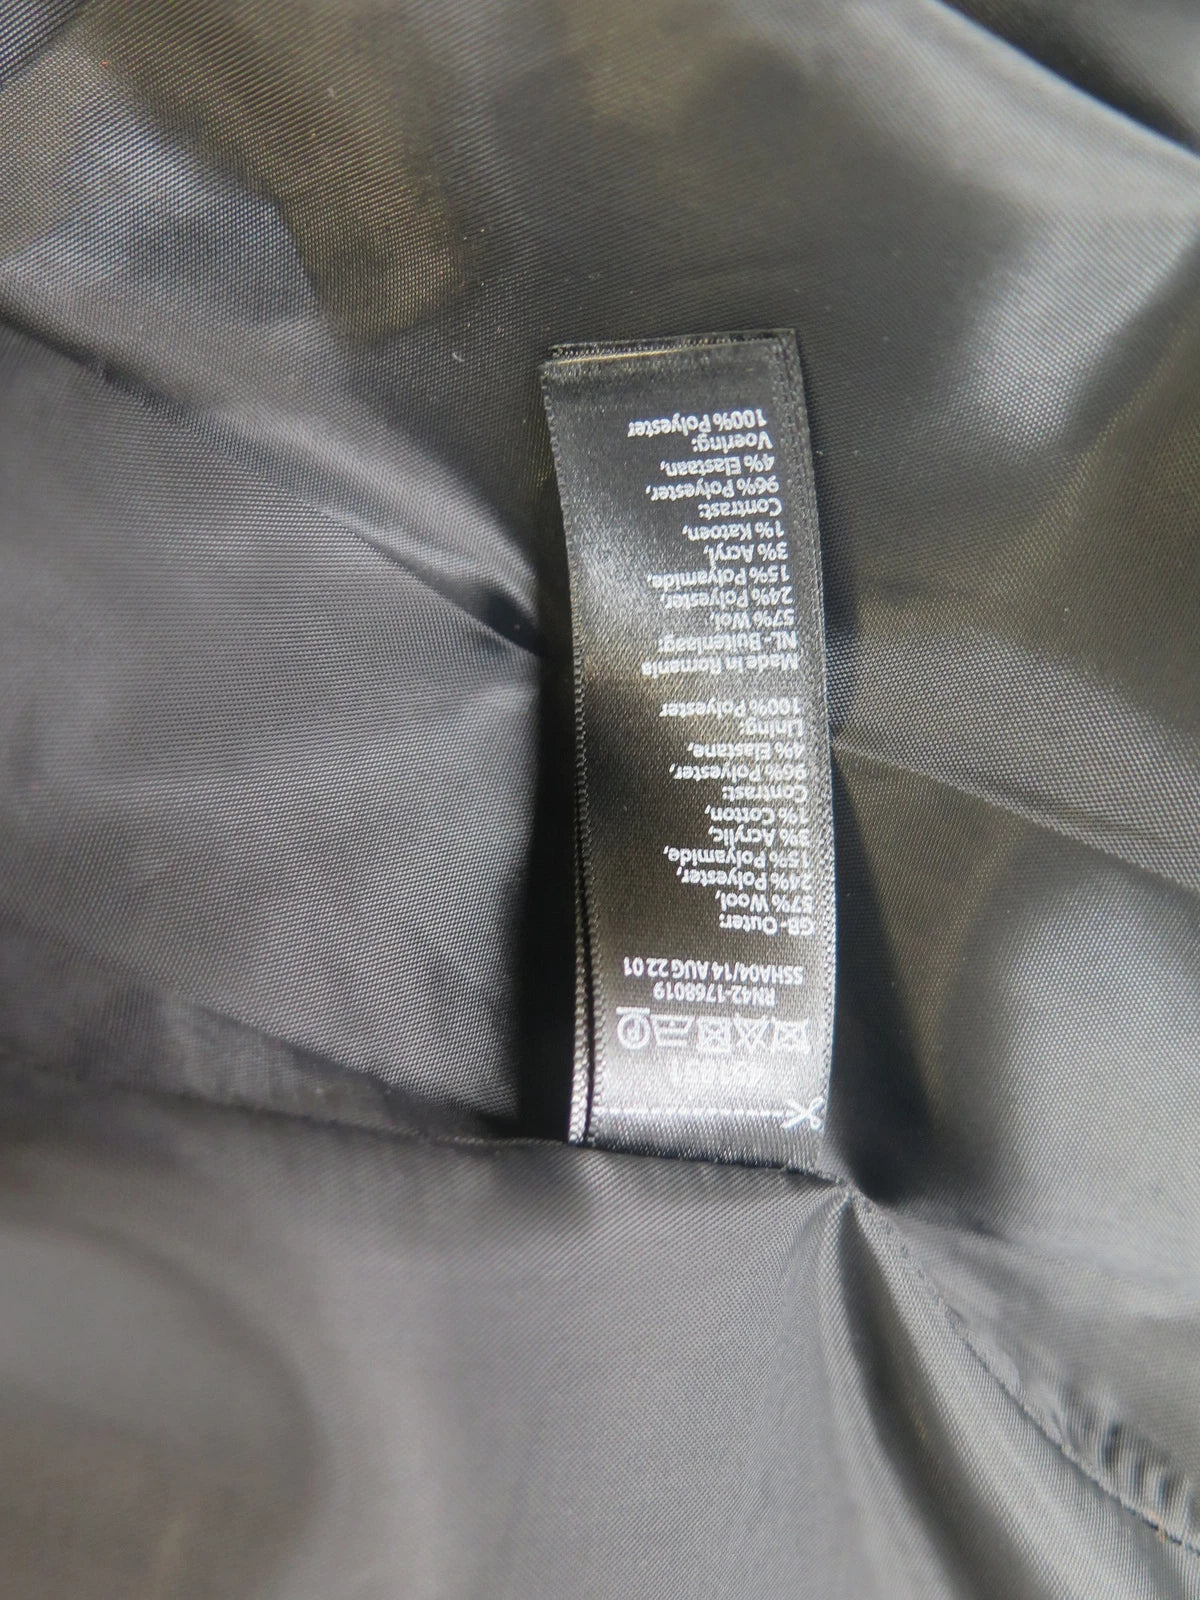 RN42-1768019
SSHA04/14 AUG 22 01
GB-Outer:
57% Wool,
24% Polyester,
15% Polyamide,
3% Acrylic,
1% Cotton,
Contrast:
96% Polyester,
4% Elastane,
Lining:
100% Polyester
Made in Romania
NL-Buitenlaag:
57% Wol,
24% Polyester,
15% Polyamide,
3% Acryl,
1% Katoen,
Contrast:
96% Polyester,
4% Elastaan,
Voering:
100% Polyester